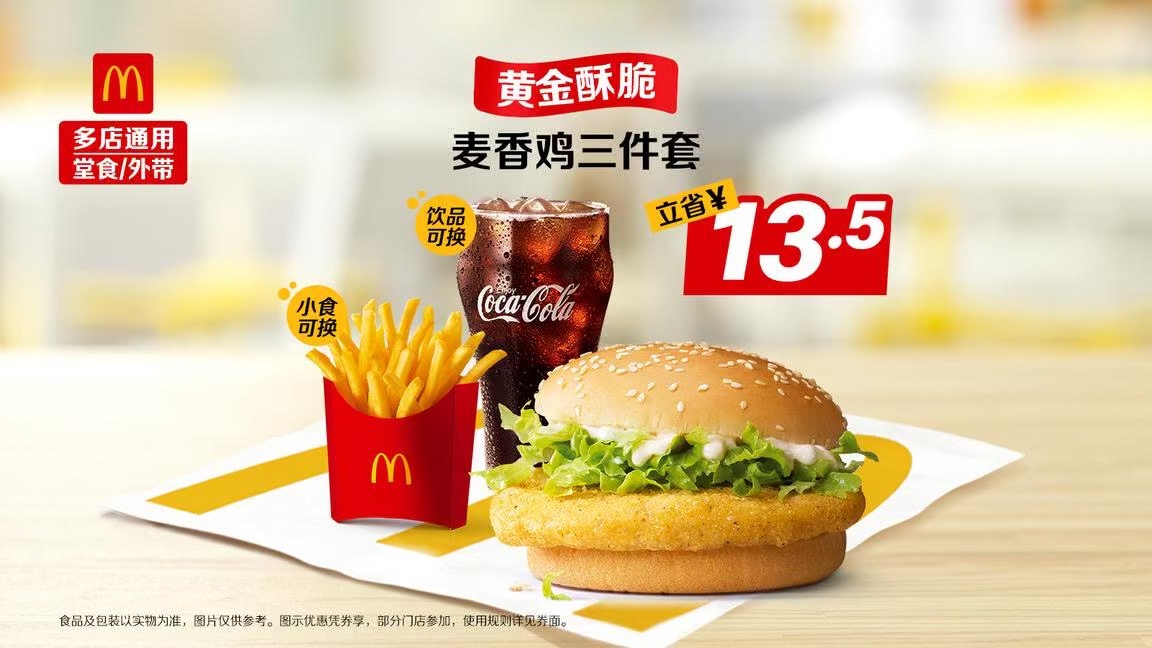 多店通用
堂食/外带
黄金酥脆
麦香鸡三件套
饮品
可换
立省¥
13.5
小食
可换
Enjoy
Coca-Cola
食品及包装以实物为准，图片仅供参考。图示优惠凭券享，部分门店参加，使用规则详见券面。